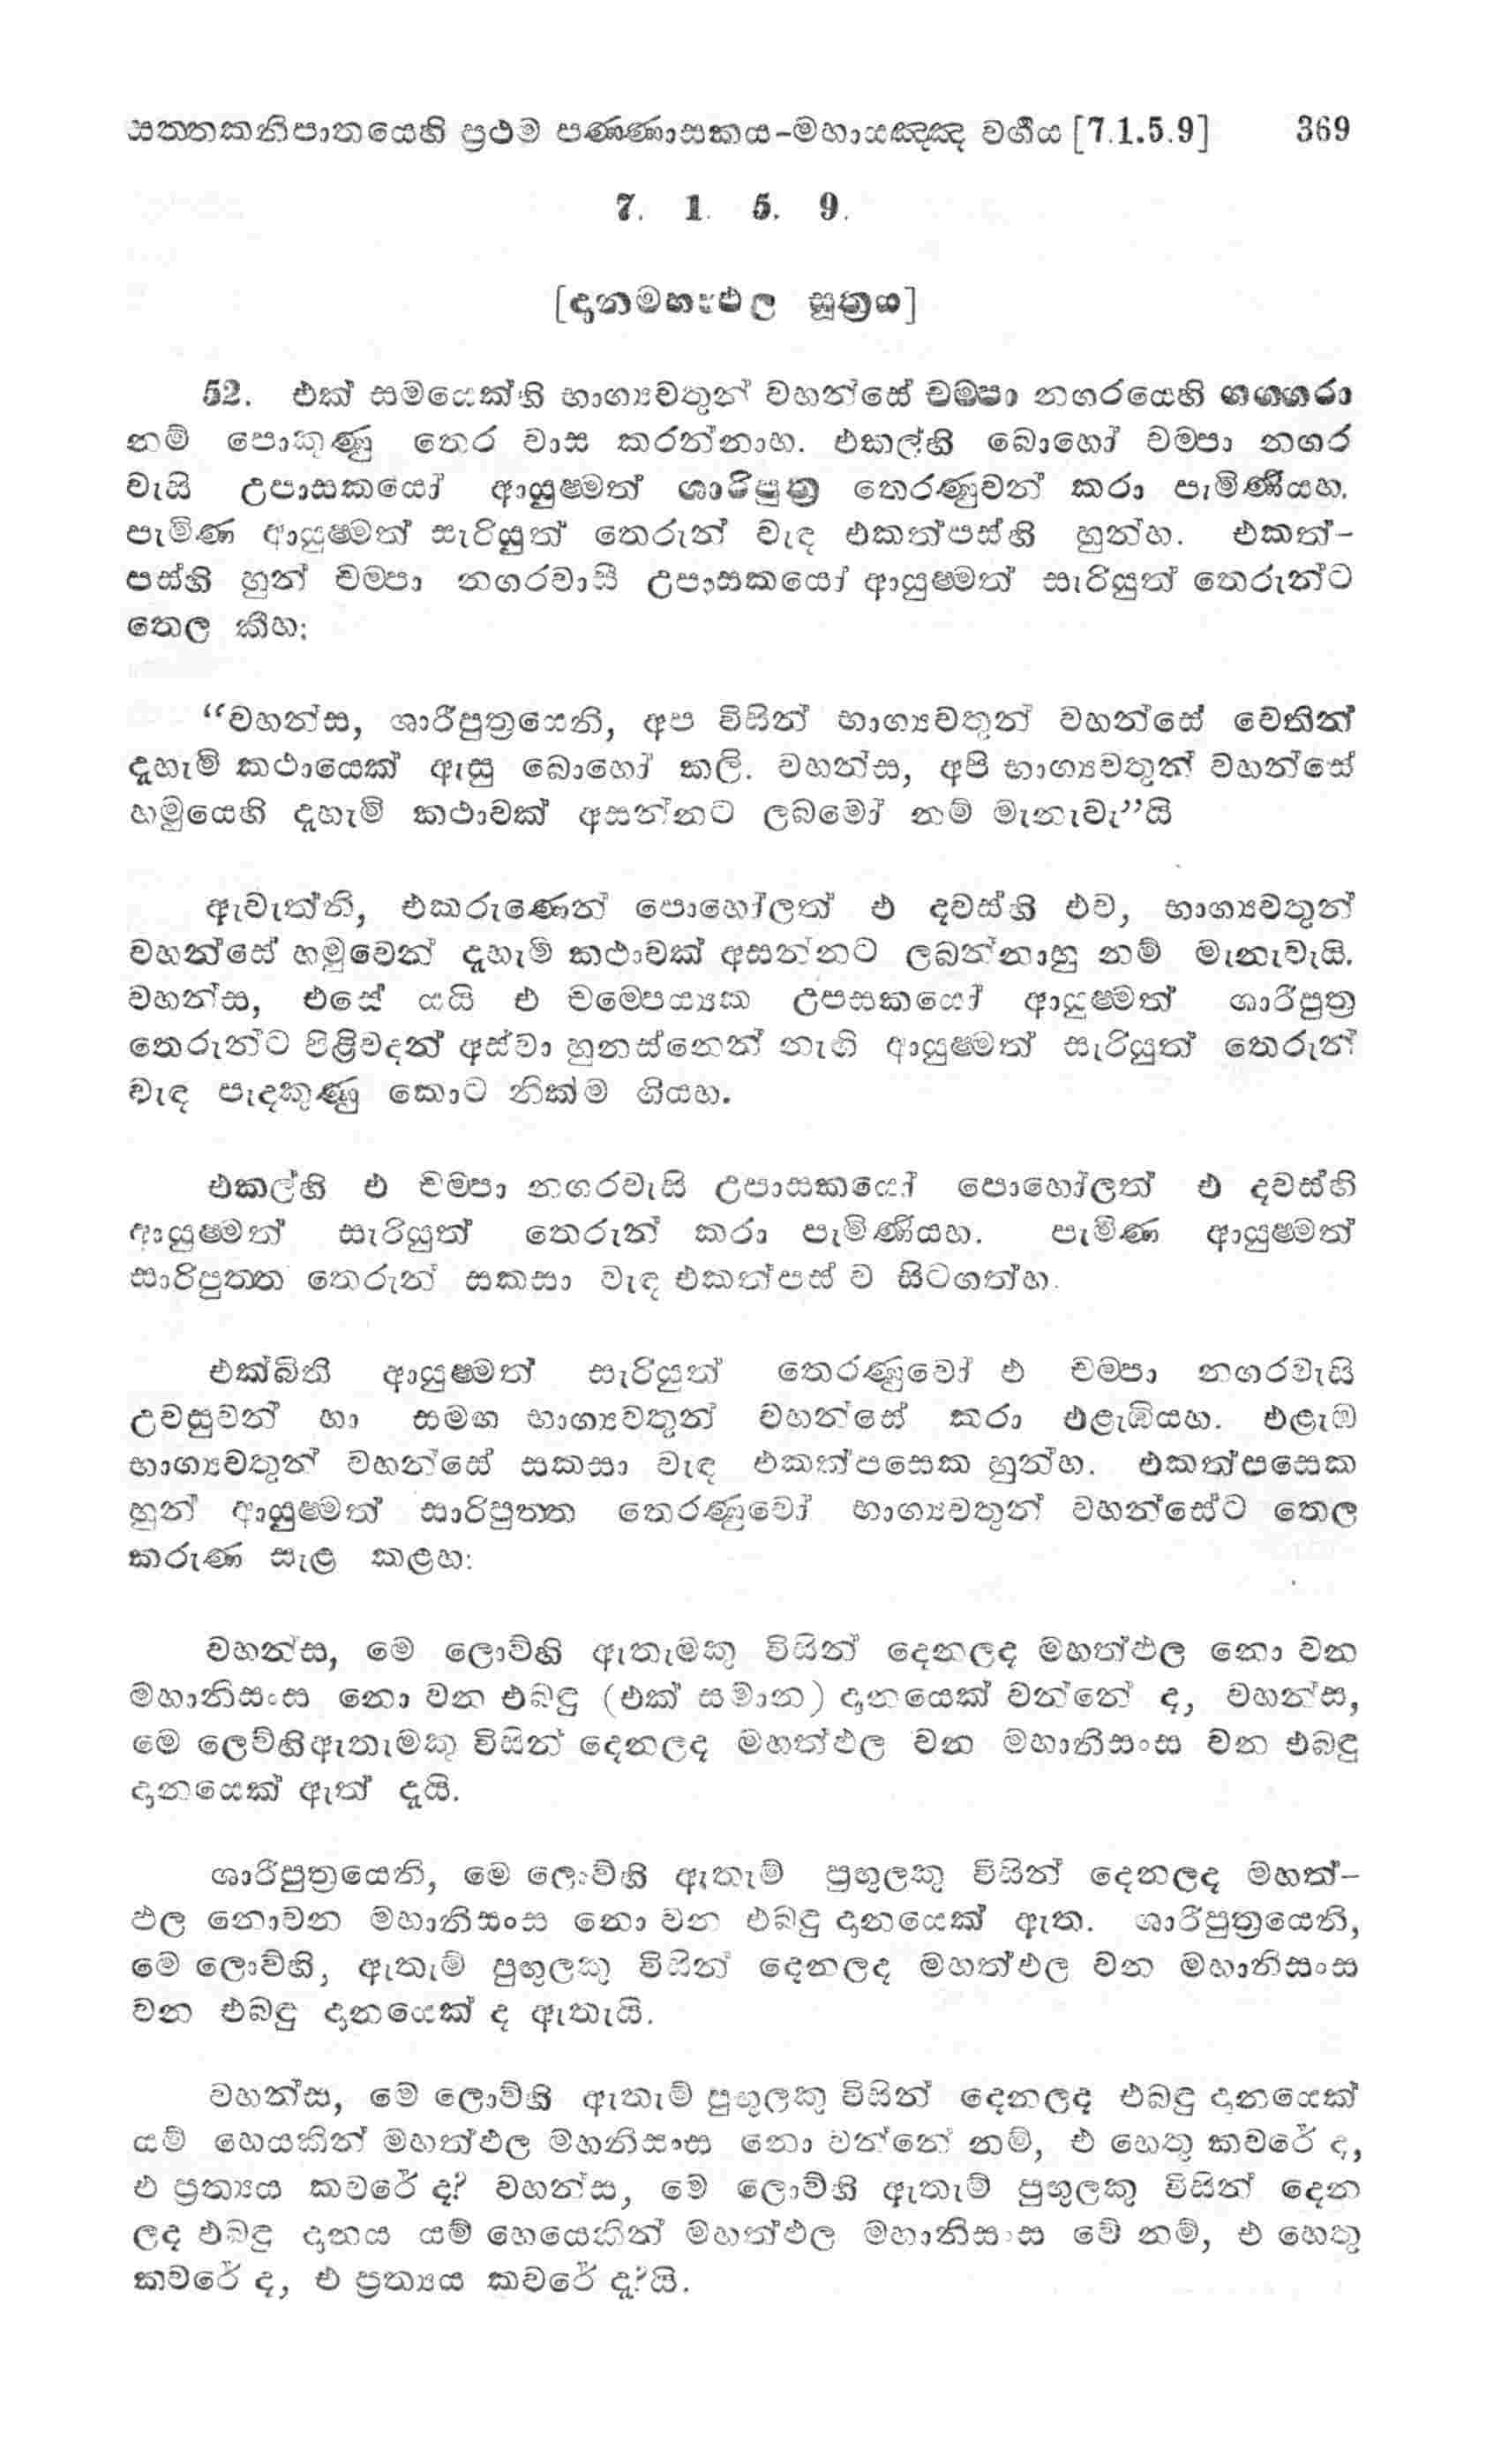 සත්තකනිපාතයෙහි ප්‍රථම පණ්ණාසකය-මහායඤ්ඤ වර්ගය [7.1.5.9] 369
7. 1. 5. 9.
[දානමහාඵල සූත්‍රය]
52. එක් සමයෙක්හි භාග්‍යවතුන් වහන්සේ චම්පා නගරයෙහි ගග්ගරා
නම් පොකුණු තෙර වාස කරන්නාහ. එකල්හි බොහෝ චම්පා නගර
වැසි උපාසකයෝ ආයුෂ්මත් ශාරිපුත්‍ර තෙරණුවන් කරා පැමිණියහ.
පැමිණ ආයුෂ්මත් සැරියුත් තෙරුන් වැඳ එකත්පස්හි හුන්හ. එකත්-
පස්හි හුන් චම්පා නගරවාසි උපාසකයෝ ආයුෂ්මත් සැරියුත් තෙරුන්ට
තෙල කීහ:
“වහන්ස, ශාරීපුත්‍රයෙනි, අප විසින් භාග්‍යවතුන් වහන්සේ වෙතින්
දැහැමි කථායෙක් ඇසු බොහෝ කලි. වහන්ස, අපි භාග්‍යවතුන් වහන්සේ
හමුයෙහි දැහැමි කථාවක් අසන්නට ලබමෝ නම් මැනැවැ”යි
ඇවැත්නි, එකරුණෙන් පොහෝලත් එ දවස්හි එව, භාග්‍යවතුන්
වහන්සේ හමුවෙන් දැහැමි කථාවක් අසන්නට ලබන්නාහු නම් මැනැවැයි.
වහන්ස, එසේ යයි එ චම්පෙය්‍යක උපසකයෝ ආයුෂ්මත් ශාරීපුත්‍ර
තෙරුන්ට පිළිවදන් අස්වා හුනස්නෙන් නැගි ආයුෂ්මත් සැරියුත් තෙරුන්
වැඳ පැදකුණු කොට නික්ම ගියහ.
එකල්හි එ චම්පා නගරවැසි උපාසකයෝ පොහෝලත් එ දවස්හි
ආයුෂ්මත් සැරියුත් තෙරුන් කරා පැමිණියහ. පැමිණ ආයුෂ්මත්
සාරිපුත්ත තෙරුන් සකසා වැඳ එකත්පස් ව සිටගත්හ.
එක්බිති ආයුෂ්මත් සැරියුත් තෙරණුවෝ එ චම්පා නගරවැසි
උවසුවන් හා සමඟ භාග්‍යවතුන් වහන්සේ කරා එළැඹියහ. එළැඹ
භාග්‍යවතුන් වහන්සේ සකසා වැඳ එකත්පසෙක හුන්හ. එකත්පසෙක
හුන් ආයුෂ්මත් සාරිපුත්ත තෙරණුවෝ භාග්‍යවතුන් වහන්සේට තෙල
කරුණ සැළ කළහ:
වහන්ස, මෙ ලොව්හි ඇතැමකු විසින් දෙනලද මහත්ඵල නො වන
මහානිසංස නො වන එබඳු (එක් සමාන) දානයෙක් වන්නේ ද, වහන්ස,
මෙ ලෙව්හිඇතැමකු විසින් දෙනලද මහත්ඵල වන මහානිසංස වන එබඳු
දානයෙක් ඇත් දැයි.
ශාරීපුත්‍රයෙනි, මෙ ලොව්හි ඇතැම් පුඟුලකු විසින් දෙනලද මහත්-
ඵල නොවන මහානිසංස නො වන එබඳු දානයෙක් ඇත. ශාරීපුත්‍රයෙනි,
මෙ ලොව්හි, ඇතැම් පුඟුලකු විසින් දෙනලද මහත්ඵල වන මහානිසංස
වන එබඳු දානයෙක් ද ඇතැයි.
වහන්ස, මේ ලොව්හි ඇතැම් පුඟුලකු විසින් දෙනලද එබඳු දානයෙක්
යම් හෙයකින් මහත්ඵල මහනිසංස නො වන්නේ නම්, එ හෙතු කවරේ ද,
එ ප්‍රත්‍යය කවරේ ද? වහන්ස, මේ ලොව්හි ඇතැම් පුඟුලකු විසින් දෙන
ලද එබඳු දානය යම් හෙයෙකින් මහත්ඵල මහානිසංස වේ නම්, එ හෙතු
කවරේ ද, එ ප්‍රත්‍යය කවරේ දැ?යි.